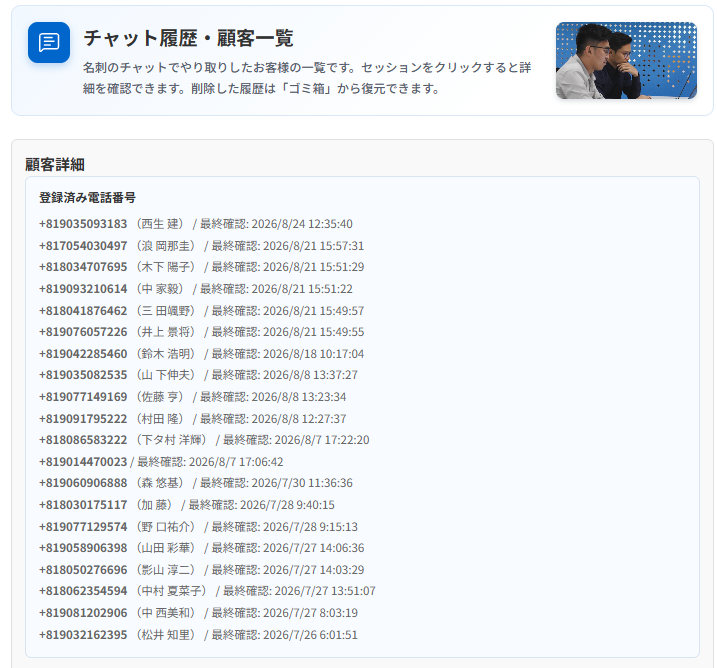 チャット履歴・顧客一覧
名刺のチャットでやり取りしたお客様の一覧です。セッションをクリックすると詳
細を確認できます。削除した履歴は「ゴミ箱」から復元できます。
顧客詳細
登録済み電話番号
+819035093183 （西生 建） / 最終確認: 2026/8/24 12:35:40
+817054030497 （浪 岡那圭） / 最終確認: 2026/8/21 15:57:31
+818034707695 （木下 陽子） / 最終確認: 2026/8/21 15:51:29
+819093210614 （中 家毅） / 最終確認: 2026/8/21 15:51:22
+818041876462 （三 田颯野） / 最終確認: 2026/8/21 15:49:57
+819076057226 （井上 景将） / 最終確認: 2026/8/21 15:49:55
+819042285460 （鈴木 浩明） / 最終確認: 2026/8/18 10:17:04
+819035082535 （山 下伸夫） / 最終確認: 2026/8/8 13:37:27
+819077149169 （佐藤 亨） / 最終確認: 2026/8/8 13:23:34
+819091795222 （村田 隆） / 最終確認: 2026/8/8 12:27:37
+818086583222 （下タ村 洋輝） / 最終確認: 2026/8/7 17:22:20
+819014470023 / 最終確認: 2026/8/7 17:06:42
+819060906888 （森 悠基） / 最終確認: 2026/7/30 11:36:36
+818030175117 （加 藤） / 最終確認: 2026/7/28 9:40:15
+819077129574 （野 口祐介） / 最終確認: 2026/7/28 9:15:13
+819058906398 （山田 彩華） / 最終確認: 2026/7/27 14:06:36
+818050276696 （影山 淳二） / 最終確認: 2026/7/27 14:03:29
+818062354594 （中村 夏菜子） / 最終確認: 2026/7/27 13:51:07
+819081202906 （中 西美和） / 最終確認: 2026/7/27 8:03:19
+819032162395 （松井 知里） / 最終確認: 2026/7/26 6:01:51